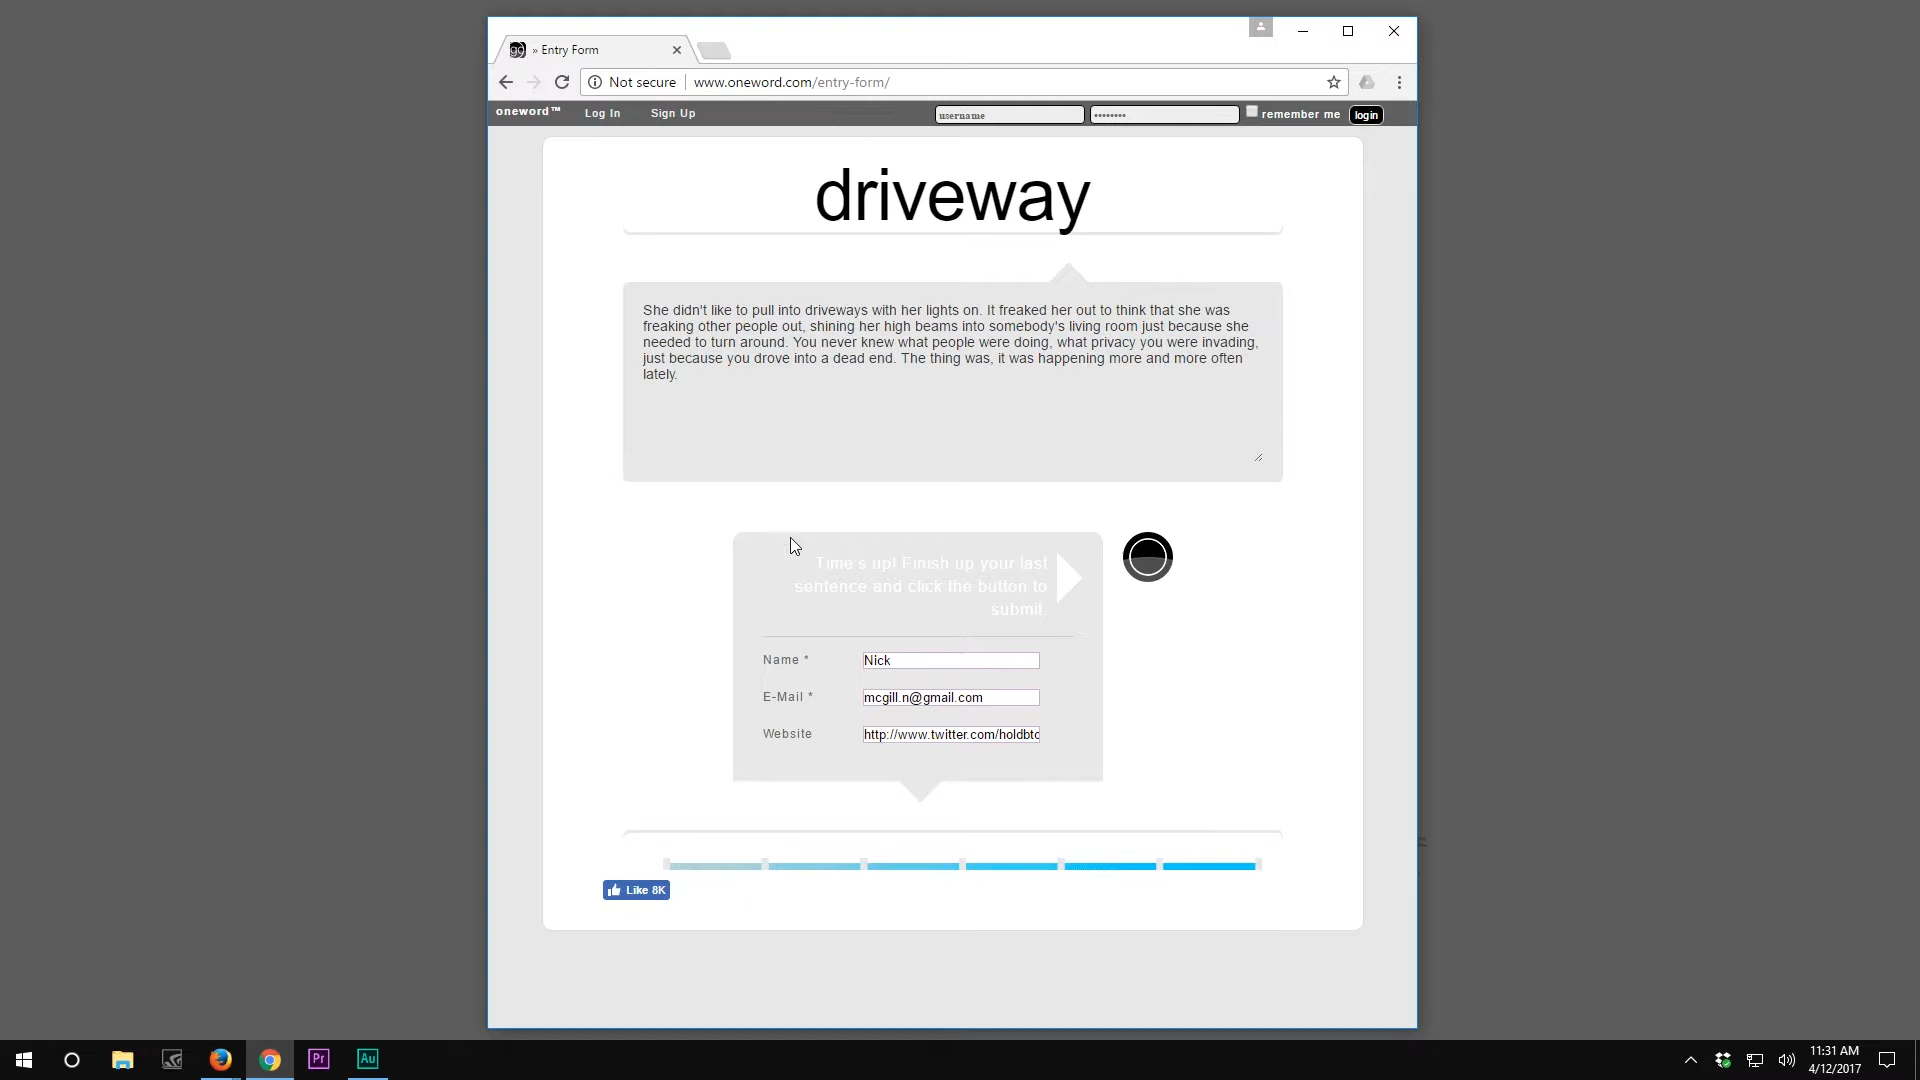 » Entry Form
Not secure
www.oneword.com/entry-form/
oneword™ Log In Sign Up username •••••••• remember me login
driveway
She didn't like to pull into driveways with her lights on. It freaked her out to think that she was
freaking other people out, shining her high beams into somebody's living room just because she
needed to turn around. You never knew what people were doing, what privacy you were invading,
just because you drove into a dead end. The thing was, it was happening more and more often
lately.
Time's up! Finish up your last
sentence and click the button to
submit.
Name * Nick
E-Mail * mcgill.n@gmail.com
Website http://www.twitter.com/holdbtc
Like 8K
Pr Au
11:31 AM
4/12/2017